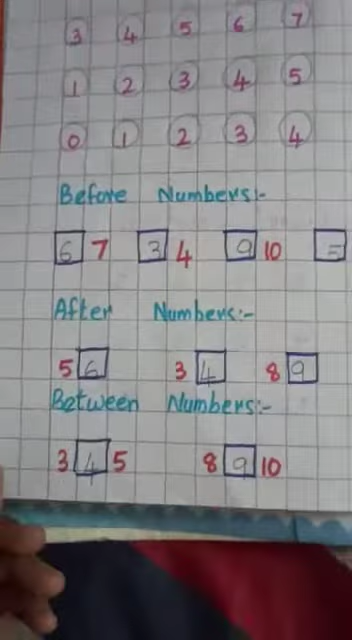 3 4 5 6 7
1 2 3 4 5
0 1 2 3 4
Before Numbers:-
6 7 3 4 9 10
After Numbers:-
5 6 3 4 8 9
Between Numbers:-
3 4 5 8 9 10